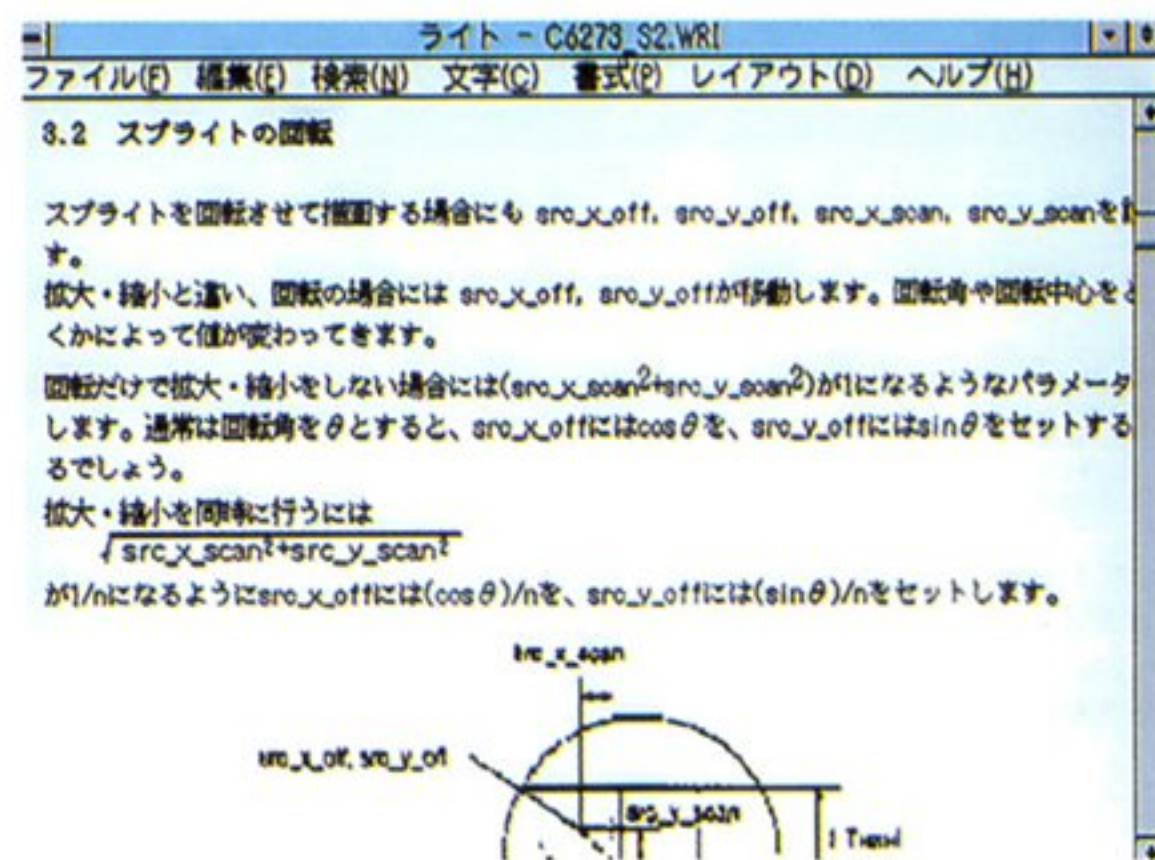 ライト - C6273_S2.WRI
ファイル(F) 編集(E) 検索(N) 文字(C) 書式(P) レイアウト(D) ヘルプ(H)
3.2 スプライトの回転
スプライトを回転させて描画する場合にも src_x_off, src_y_off, src_x_scan, src_y_scanを
す。
拡大・縮小と違い、回転の場合には src_x_off, src_y_offが移動します。回転角や回転中心をど
くかによって値が変わってきます。
回転だけで拡大・縮小をしない場合には(src_x_scan²+src_y_scan²)が1になるようなパラメータ
します。通常は回転角をθとすると、src_x_offにはcosθを、src_y_offにはsinθをセットする
るでしょう。
拡大・縮小を同時に行うには
√src_x_scan²+src_y_scan²
が1/nになるようにsrc_x_offには(cosθ)/nを、src_y_offには(sinθ)/nをセットします。
src_x_scan
src_x_off, src_y_off
src_y_scan